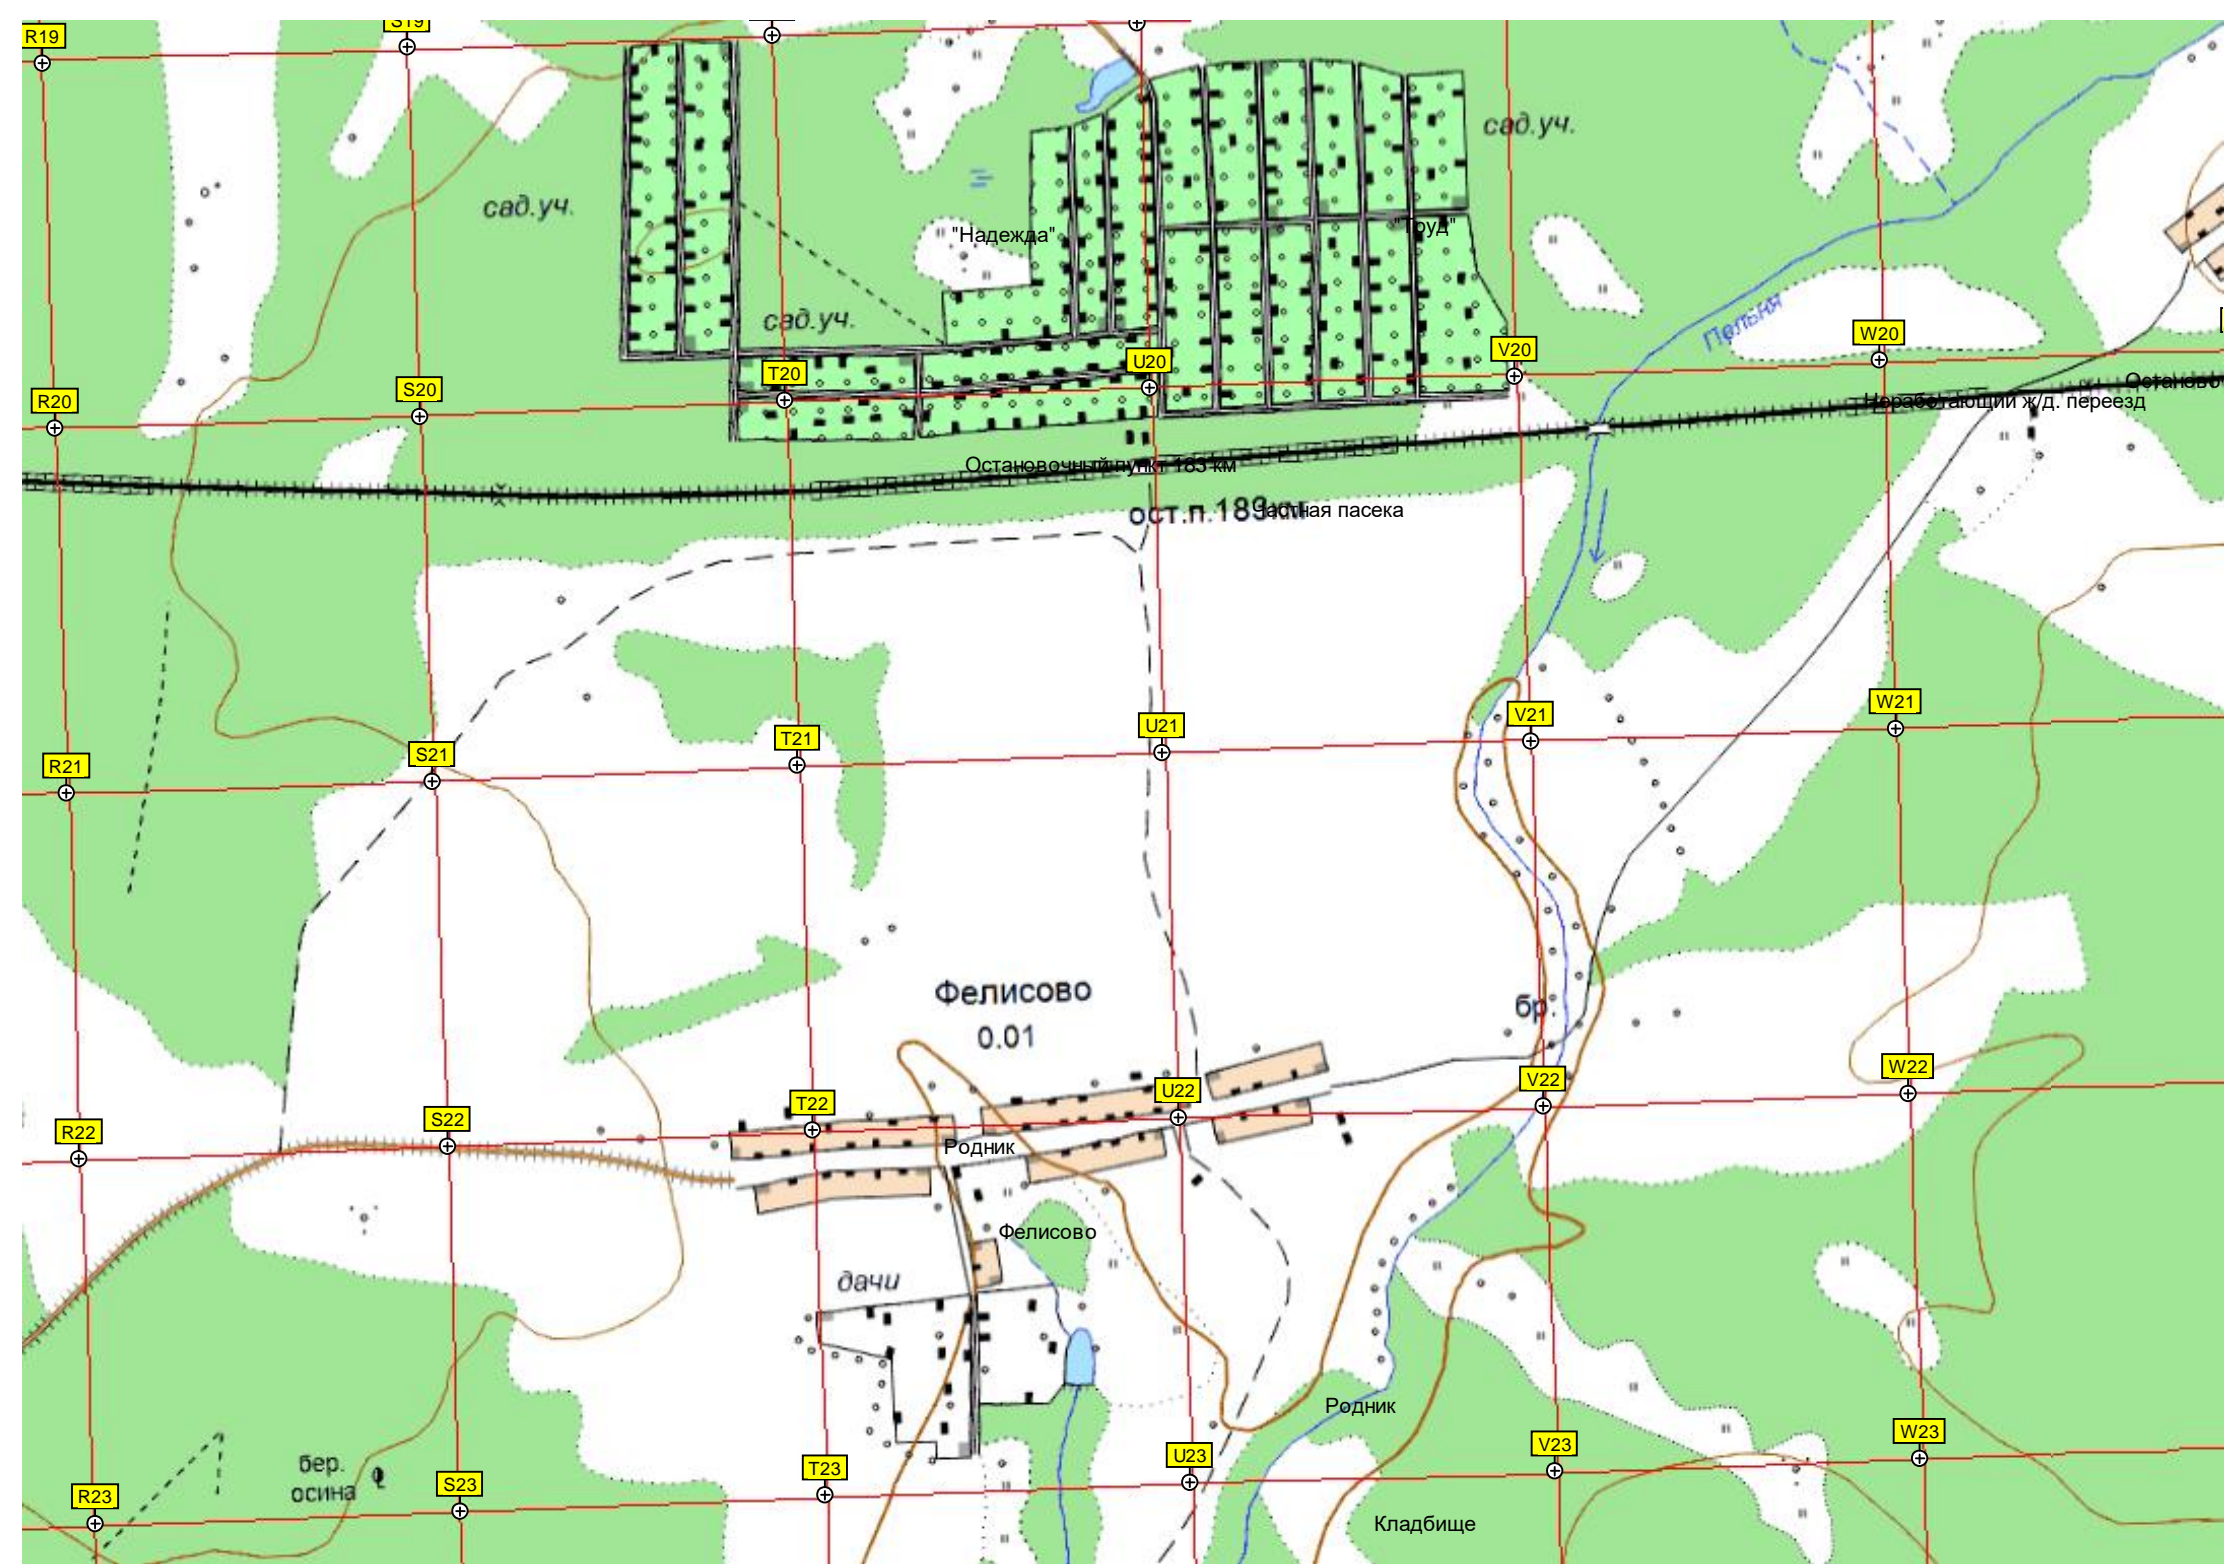 R19
S19
сад.уч.
сад.уч.
"Надежда"
"Труд"
сад.уч.
Пельня
R20
S20
T20
U20
V20
W20
Неработающий ж/д. переезд
Остановочный пункт 183 км
ост.п.183км
Частная пасека
R21
S21
T21
U21
V21
W21
Фелисово
0.01
бр.
R22
S22
T22
U22
V22
W22
Родник
Фелисово
дачи
Родник
бер.
осина
R23
S23
T23
U23
V23
W23
Кладбище